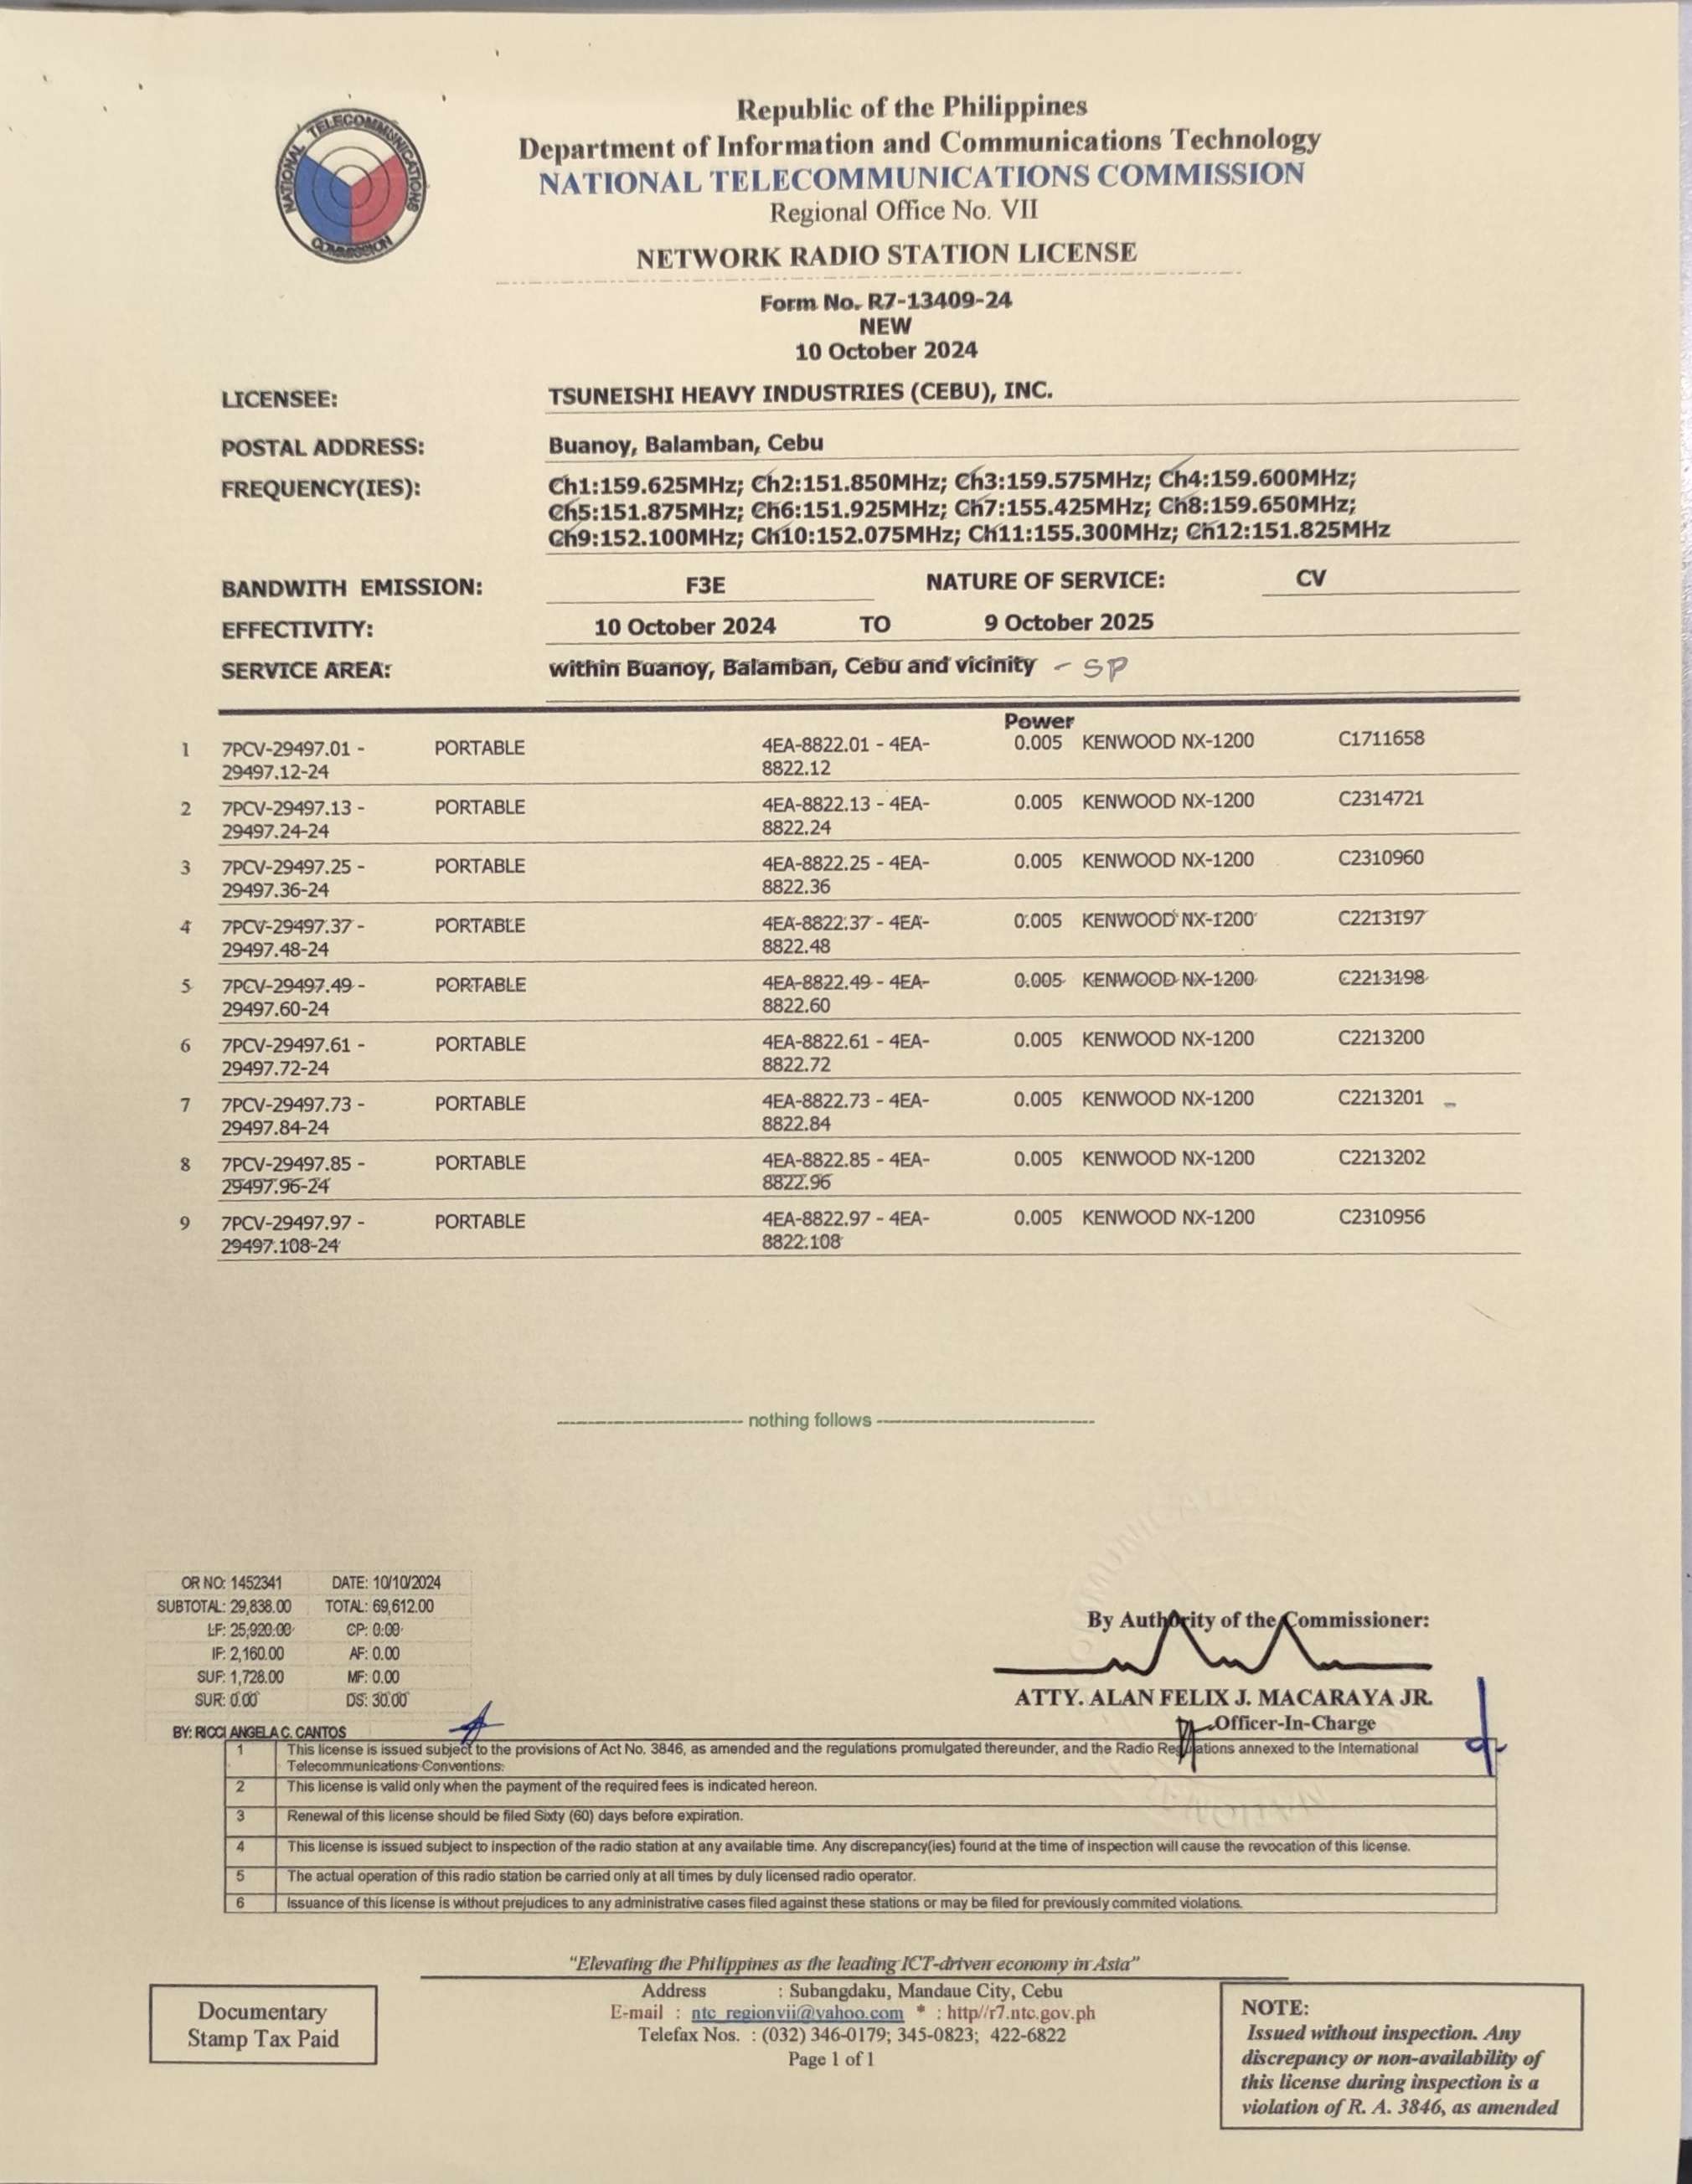 NATIONAL TELECOMMUNICATIONS COMMISSION
Republic of the Philippines
Department of Information and Communications Technology
NATIONAL TELECOMMUNICATIONS COMMISSION
Regional Office No. VII
NETWORK RADIO STATION LICENSE
Form No. R7-13409-24
NEW
10 October 2024
LICENSEE: TSUNEISHI HEAVY INDUSTRIES (CEBU), INC.
POSTAL ADDRESS: Buanoy, Balamban, Cebu
FREQUENCY(IES): Ch1:159.625MHz; Ch2:151.850MHz; Ch3:159.575MHz; Ch4:159.600MHz;
Ch5:151.875MHz; Ch6:151.925MHz; Ch7:155.425MHz; Ch8:159.650MHz;
Ch9:152.100MHz; Ch10:152.075MHz; Ch11:155.300MHz; Ch12:151.825MHz
BANDWITH EMISSION: F3E NATURE OF SERVICE: CV
EFFECTIVITY: 10 October 2024 TO 9 October 2025
SERVICE AREA: within Buanoy, Balamban, Cebu and vicinity - SP
Power
1 7PCV-29497.01 - PORTABLE 4EA-8822.01 - 4EA- 0.005 KENWOOD NX-1200 C1711658
29497.12-24 8822.12
2 7PCV-29497.13 - PORTABLE 4EA-8822.13 - 4EA- 0.005 KENWOOD NX-1200 C2314721
29497.24-24 8822.24
3 7PCV-29497.25 - PORTABLE 4EA-8822.25 - 4EA- 0.005 KENWOOD NX-1200 C2310960
29497.36-24 8822.36
4 7PCV-29497.37 - PORTABLE 4EA-8822.37 - 4EA- 0.005 KENWOOD NX-1200 C2213197
29497.48-24 8822.48
5 7PCV-29497.49 - PORTABLE 4EA-8822.49 - 4EA- 0.005 KENWOOD NX-1200 C2213198
29497.60-24 8822.60
6 7PCV-29497.61 - PORTABLE 4EA-8822.61 - 4EA- 0.005 KENWOOD NX-1200 C2213200
29497.72-24 8822.72
7 7PCV-29497.73 - PORTABLE 4EA-8822.73 - 4EA- 0.005 KENWOOD NX-1200 C2213201
29497.84-24 8822.84
8 7PCV-29497.85 - PORTABLE 4EA-8822.85 - 4EA- 0.005 KENWOOD NX-1200 C2213202
29497.96-24 8822.96
9 7PCV-29497.97 - PORTABLE 4EA-8822.97 - 4EA- 0.005 KENWOOD NX-1200 C2310956
29497.108-24 8822.108
nothing follows
OR NO: 1452341 DATE: 10/10/2024
SUBTOTAL: 29,838.00 TOTAL: 69,612.00
LF: 25,920.00 CP: 0.00
IF: 2,160.00 AF: 0.00
SUF: 1,728.00 MF: 0.00
SUR: 0.00 DS: 30.00
BY: RICCI ANGELA C. CANTOS
By Authority of the Commissioner:
ATTY. ALAN FELIX J. MACARAYA JR.
Officer-In-Charge
1 This license is issued subject to the provisions of Act No. 3846, as amended and the regulations promulgated thereunder, and the Radio Regulations annexed to the International
Telecommunications Conventions.
2 This license is valid only when the payment of the required fees is indicated hereon.
3 Renewal of this license should be filed Sixty (60) days before expiration.
4 This license is issued subject to inspection of the radio station at any available time. Any discrepancy(ies) found at the time of inspection will cause the revocation of this license.
5 The actual operation of this radio station be carried only at all times by duly licensed radio operator.
6 Issuance of this license is without prejudices to any administrative cases filed against these stations or may be filed for previously commited violations.
"Elevating the Philippines as the leading ICT-driven economy in Asia"
Address : Subangdaku, Mandaue City, Cebu
E-mail : ntc_regionvii@yahoo.com * : http//r7.ntc.gov.ph
Telefax Nos. : (032) 346-0179; 345-0823; 422-6822
Page 1 of 1
Documentary
Stamp Tax Paid
NOTE:
Issued without inspection. Any
discrepancy or non-availability of
this license during inspection is a
violation of R. A. 3846, as amended